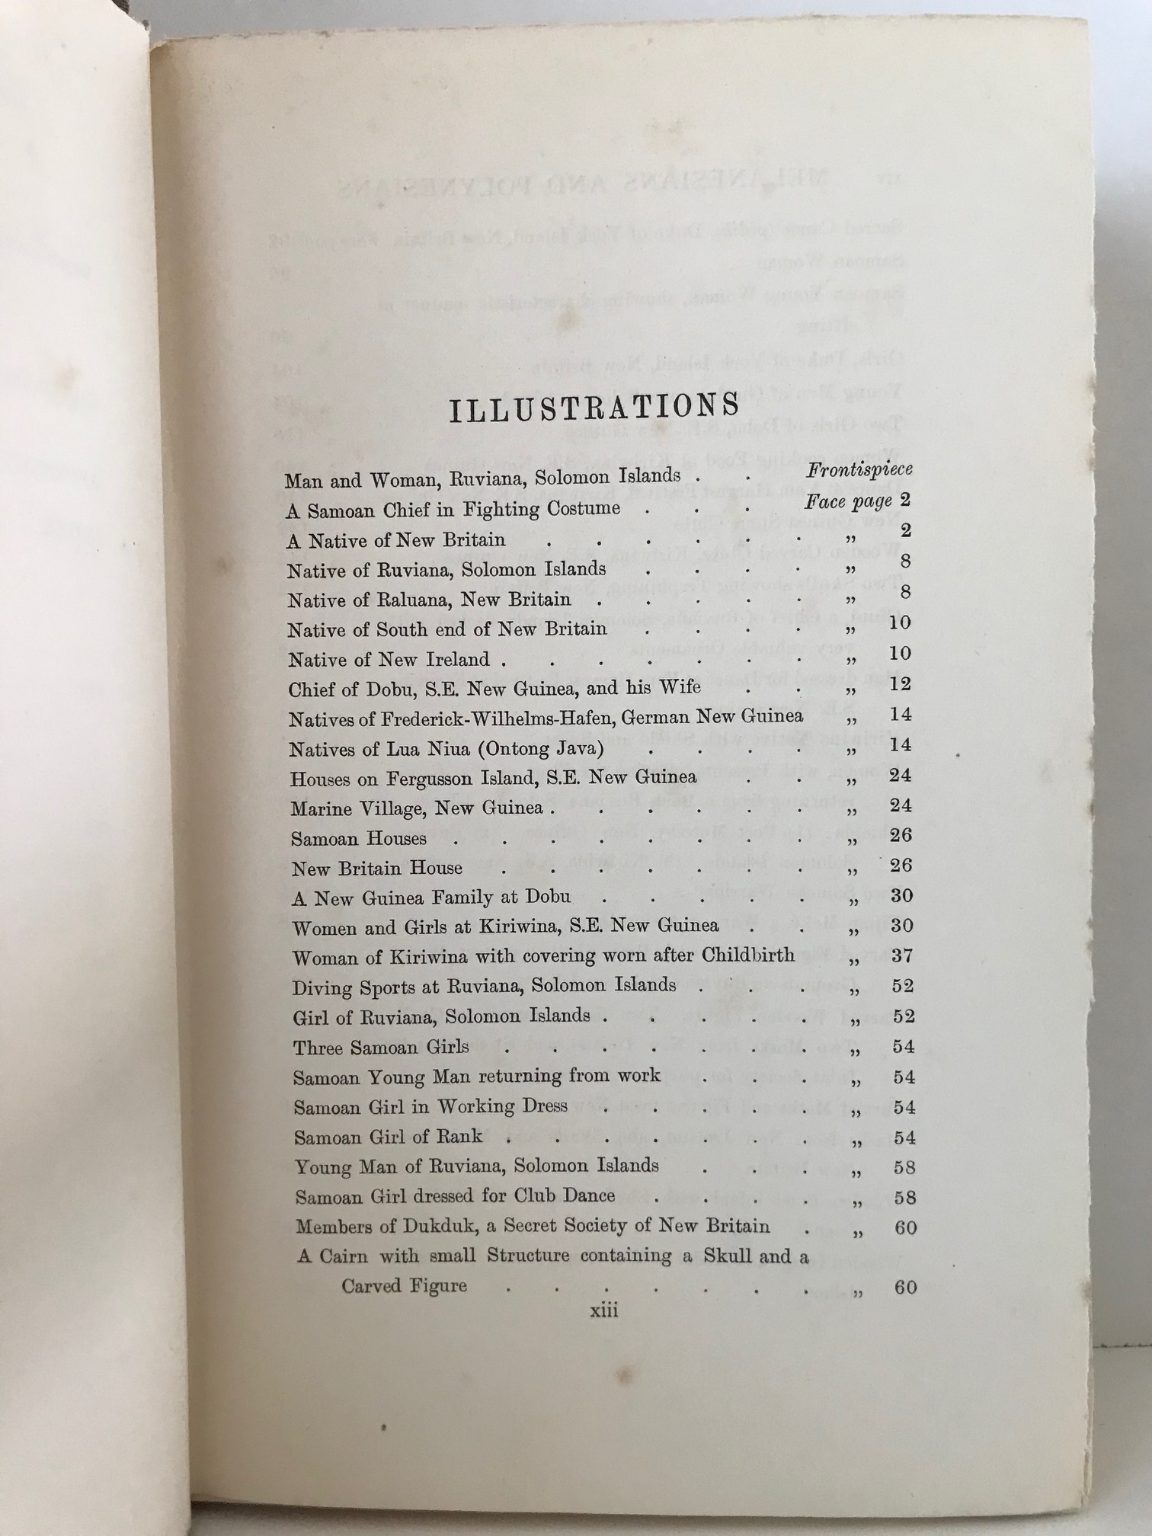 ILLUSTRATIONS
Man and Woman, Ruviana, Solomon Islands . . Frontispiece
A Samoan Chief in Fighting Costume . . . Face page 2
A Native of New Britain . . . . . . „ 2
Native of Ruviana, Solomon Islands . . . . „ 8
Native of Raluana, New Britain . . . . . „ 8
Native of South end of New Britain . . . . „ 10
Native of New Ireland . . . . . . . „ 10
Chief of Dobu, S.E. New Guinea, and his Wife . . „ 12
Natives of Frederick-Wilhelms-Hafen, German New Guinea „ 14
Natives of Lua Niua (Ontong Java) . . . . „ 14
Houses on Fergusson Island, S.E. New Guinea . . „ 24
Marine Village, New Guinea . . . . . . „ 24
Samoan Houses . . . . . . . . „ 26
New Britain House . . . . . . . „ 26
A New Guinea Family at Dobu . . . . . „ 30
Women and Girls at Kiriwina, S.E. New Guinea . . „ 30
Woman of Kiriwina with covering worn after Childbirth „ 37
Diving Sports at Ruviana, Solomon Islands . . . „ 52
Girl of Ruviana, Solomon Islands . . . . . „ 52
Three Samoan Girls . . . . . . . „ 54
Samoan Young Man returning from work . . . „ 54
Samoan Girl in Working Dress . . . . . „ 54
Samoan Girl of Rank . . . . . . . „ 54
Young Man of Ruviana, Solomon Islands . . . „ 58
Samoan Girl dressed for Club Dance . . . . „ 58
Members of Dukduk, a Secret Society of New Britain . „ 60
A Cairn with small Structure containing a Skull and a
Carved Figure . . . . . . . „ 60
xiii